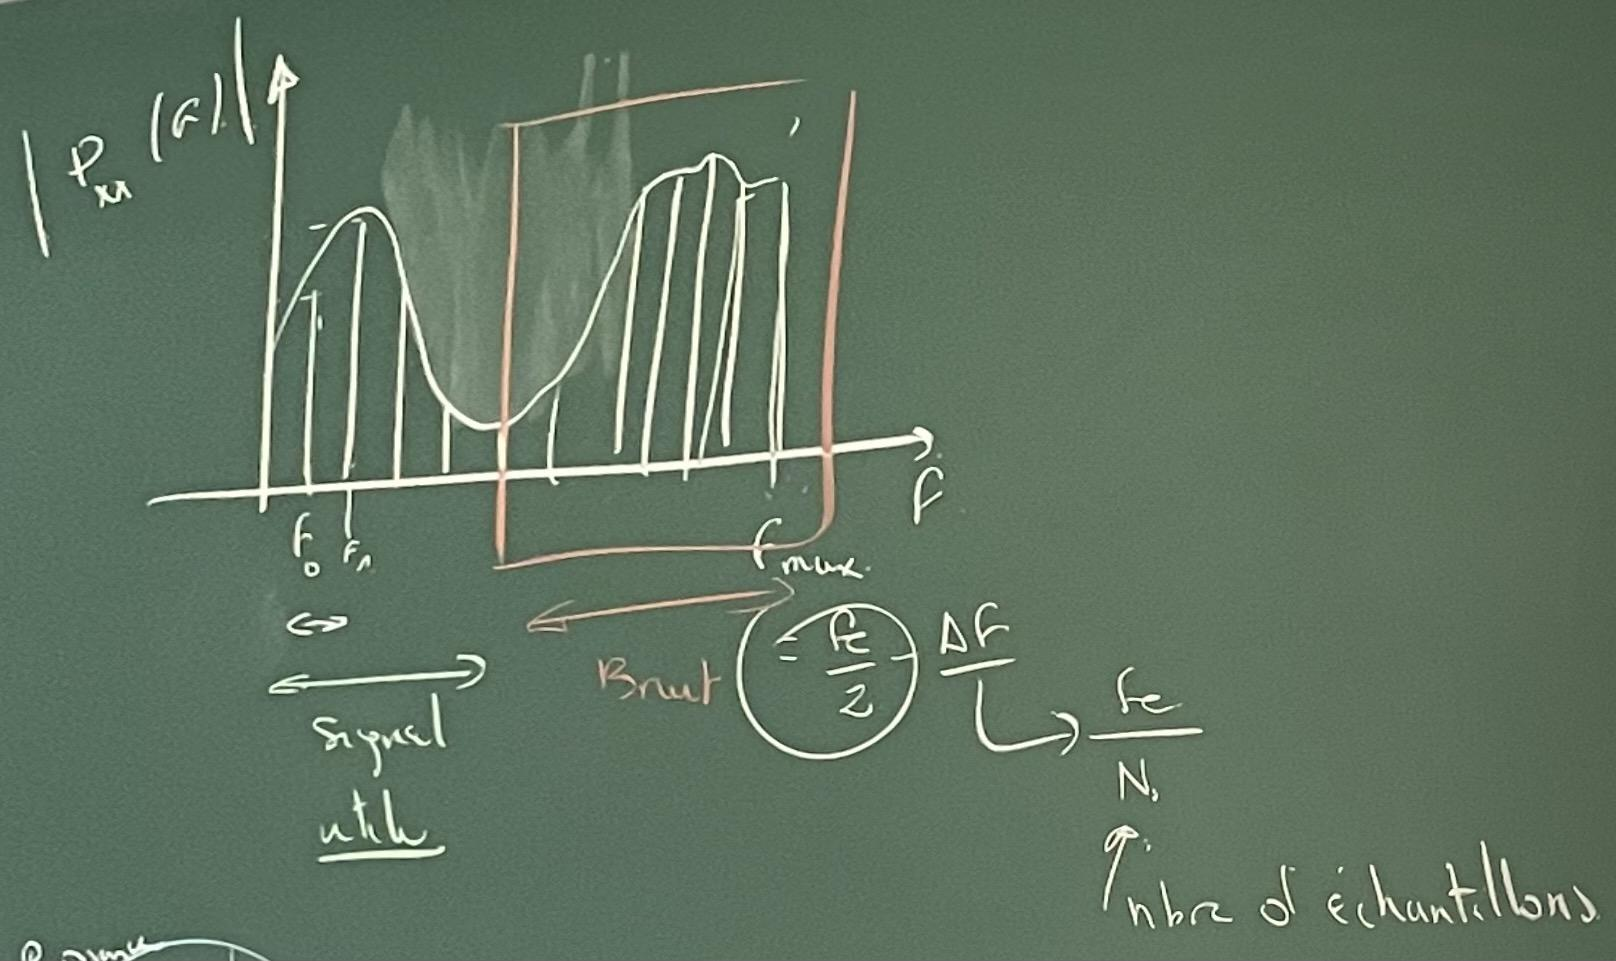 | Pxx (f) |
f
f0 f1
fmax
= fe/2 - Δf
Bruit
fe/N
signal
utile
nbre d'échantillons